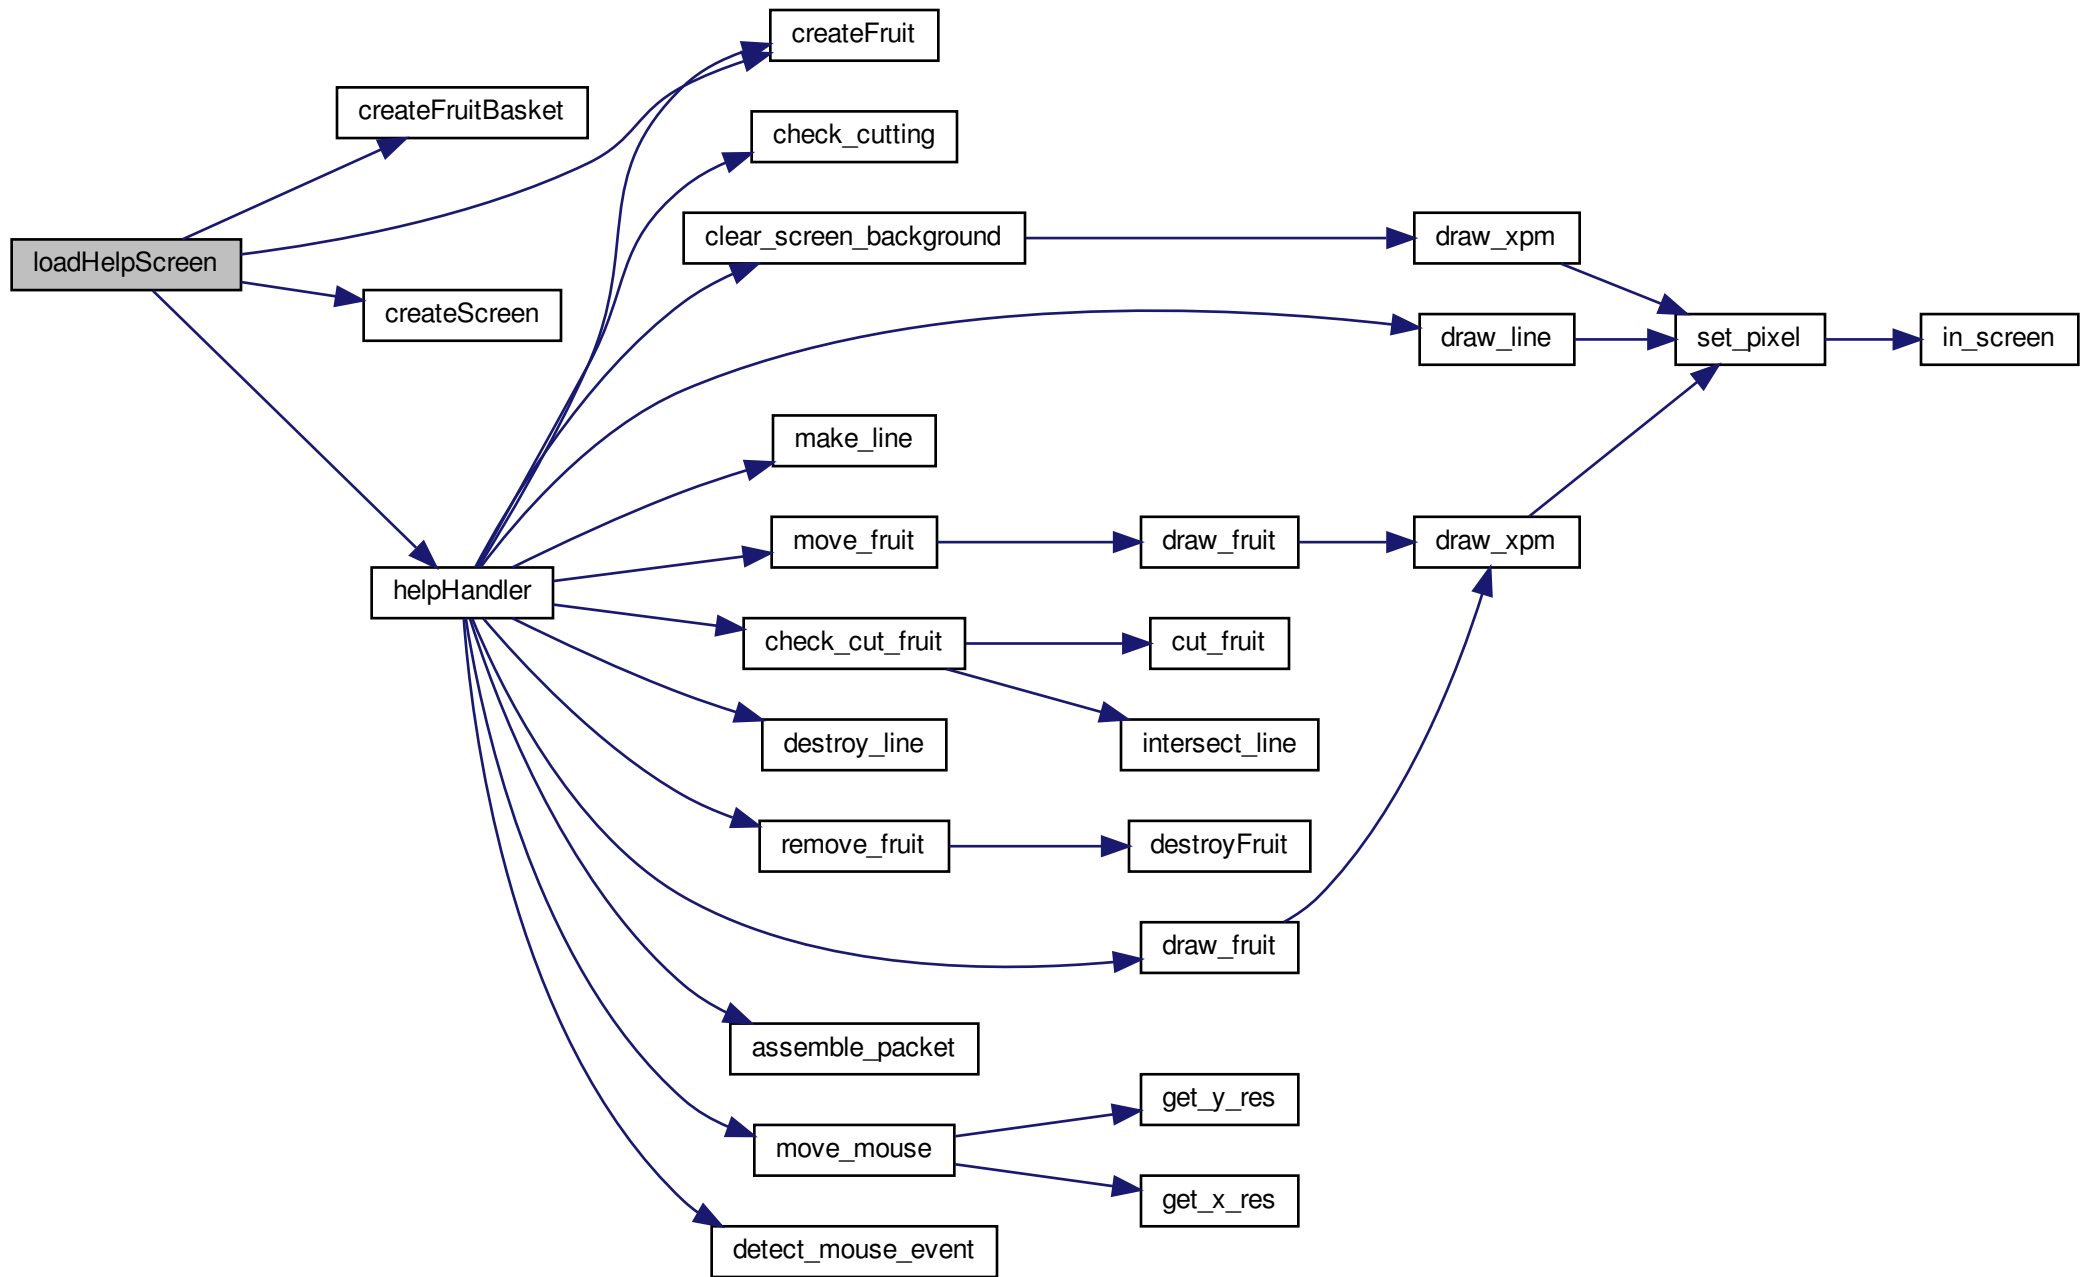 createFruit
createFruitBasket
check_cutting
clear_screen_background
draw_xpm
loadHelpScreen
createScreen
draw_line
set_pixel
in_screen
make_line
move_fruit
draw_fruit
draw_xpm
helpHandler
check_cut_fruit
cut_fruit
destroy_line
intersect_line
remove_fruit
destroyFruit
draw_fruit
assemble_packet
get_y_res
move_mouse
get_x_res
detect_mouse_event